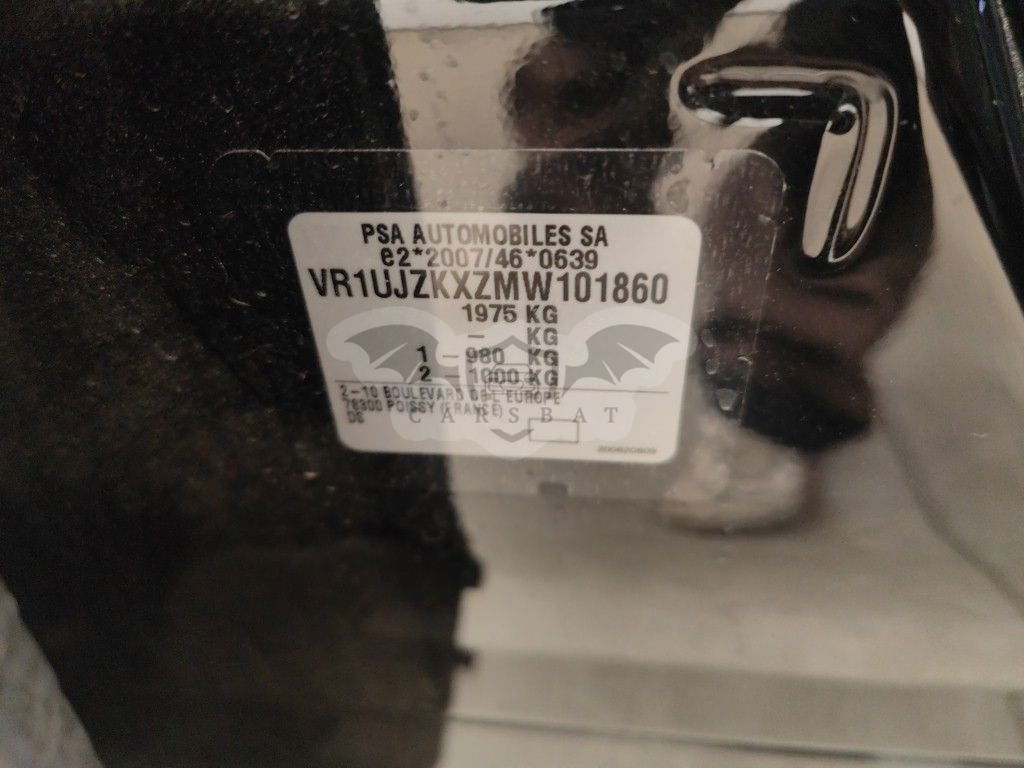 PSA AUTOMOBILES SA
e2*2007/46*0639
VR1UJZKXZMW101860
1975 KG
- KG
1 - 980 KG
2 - 1000 KG
2-10 BOULEVARD DE L EUROPE
78300 POISSY (FRANCE)
DE
CARSBAT